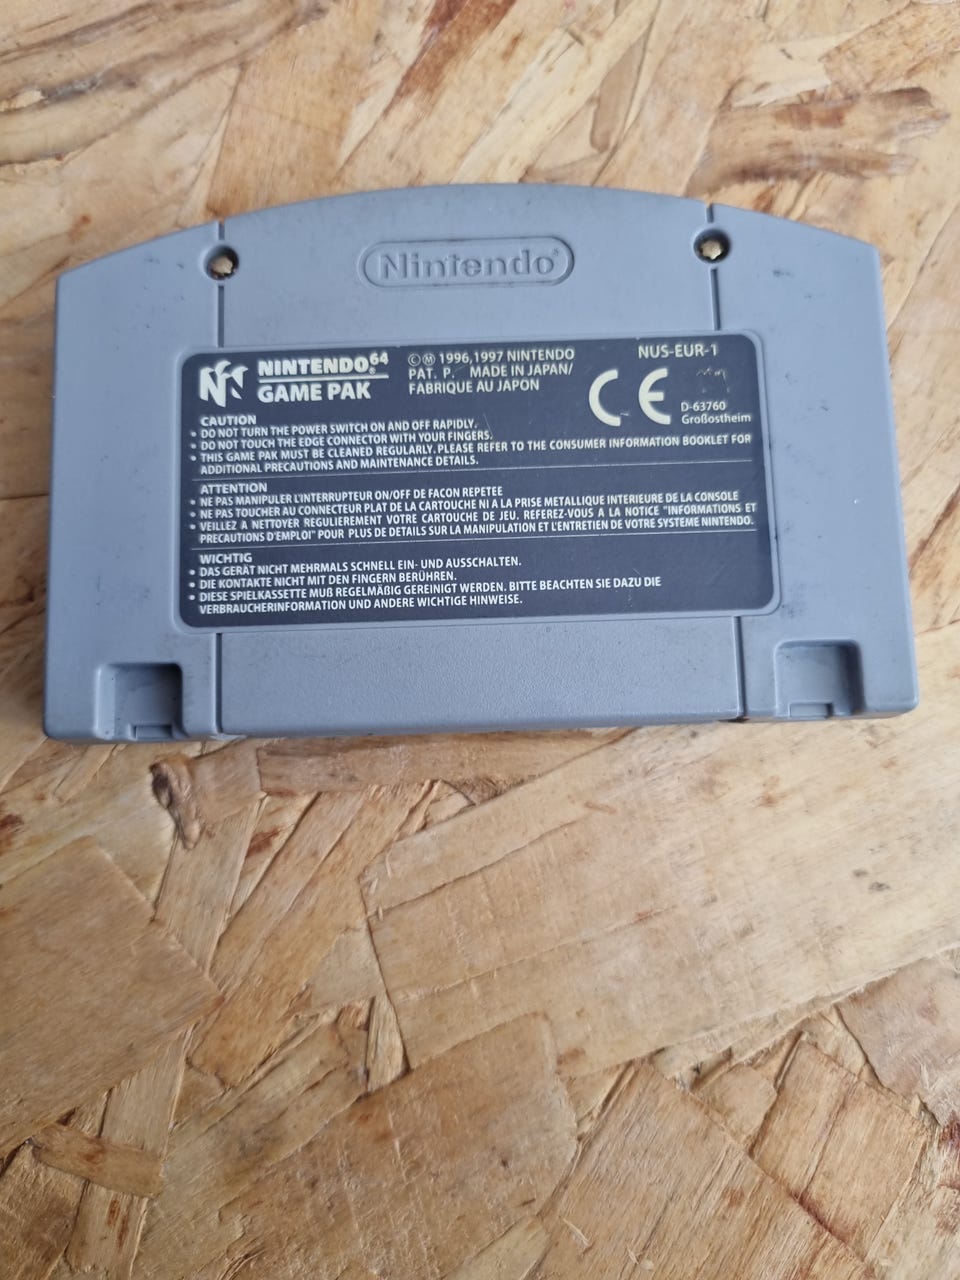 Nintendo®
NINTENDO®64
GAME PAK
©Ⓜ 1996,1997 NINTENDO
PAT. P. MADE IN JAPAN/
FABRIQUE AU JAPON
NUS-EUR-1
CE
D-63760
Großostheim
CAUTION
• DO NOT TURN THE POWER SWITCH ON AND OFF RAPIDLY.
• DO NOT TOUCH THE EDGE CONNECTOR WITH YOUR FINGERS.
• THIS GAME PAK MUST BE CLEANED REGULARLY. PLEASE REFER TO THE CONSUMER INFORMATION BOOKLET FOR
ADDITIONAL PRECAUTIONS AND MAINTENANCE DETAILS.
ATTENTION
• NE PAS MANIPULER L'INTERRUPTEUR ON/OFF DE FACON REPETEE
• NE PAS TOUCHER AU CONNECTEUR PLAT DE LA CARTOUCHE NI A LA PRISE METALLIQUE INTERIEURE DE LA CONSOLE
• VEILLEZ A NETTOYER REGULIEREMENT VOTRE CARTOUCHE DE JEU. REFEREZ-VOUS A LA NOTICE "INFORMATIONS ET
PRECAUTIONS D'EMPLOI" POUR PLUS DE DETAILS SUR LA MANIPULATION ET L'ENTRETIEN DE VOTRE SYSTEME NINTENDO.
WICHTIG
• DAS GERÄT NICHT MEHRMALS SCHNELL EIN- UND AUSSCHALTEN.
• DIE KONTAKTE NICHT MIT DEN FINGERN BERÜHREN.
• DIESE SPIELKASSETTE MUß REGELMÄßIG GEREINIGT WERDEN. BITTE BEACHTEN SIE DAZU DIE
VERBRAUCHERINFORMATION UND ANDERE WICHTIGE HINWEISE.